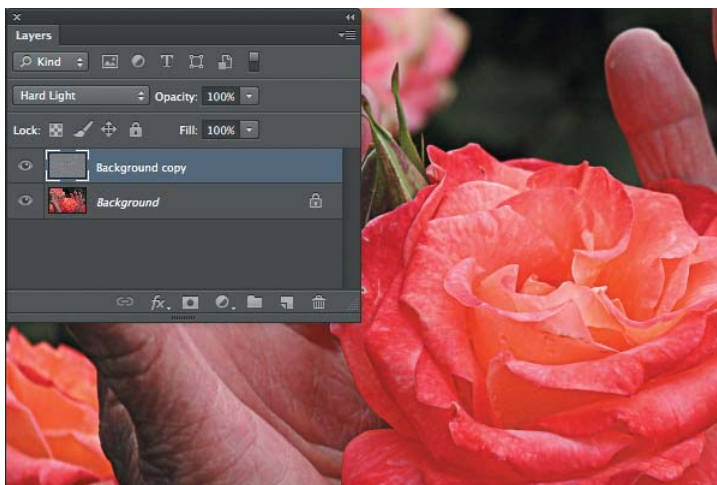 Layers
Kind T
Hard Light Opacity: 100%
Lock: Fill: 100%
Background copy
Background
fx.